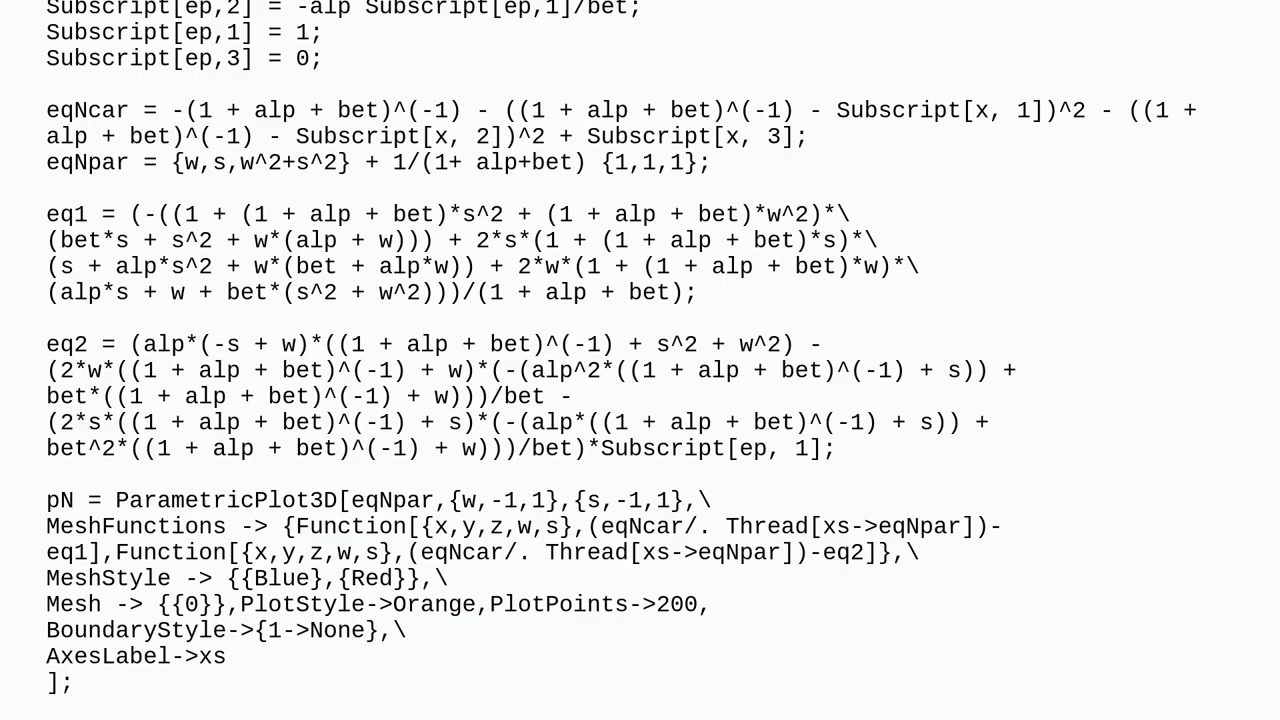 Subscript[ep,2] = -alp Subscript[ep,1]/bet;
Subscript[ep,1] = 1;
Subscript[ep,3] = 0;
eqNcar = -(1 + alp + bet)^(-1) - ((1 + alp + bet)^(-1) - Subscript[x, 1])^2 - ((1 +
alp + bet)^(-1) - Subscript[x, 2])^2 + Subscript[x, 3];
eqNpar = {w,s,w^2+s^2} + 1/(1+ alp+bet) {1,1,1};
eq1 = (-((1 + (1 + alp + bet)*s^2 + (1 + alp + bet)*w^2)*\
(bet*s + s^2 + w*(alp + w))) + 2*s*(1 + (1 + alp + bet)*s)*\
(s + alp*s^2 + w*(bet + alp*w)) + 2*w*(1 + (1 + alp + bet)*w)*\
(alp*s + w + bet*(s^2 + w^2)))/(1 + alp + bet);
eq2 = (alp*(-s + w)*((1 + alp + bet)^(-1) + s^2 + w^2) -
(2*w*((1 + alp + bet)^(-1) + w)*(-(alp^2*((1 + alp + bet)^(-1) + s)) +
bet*((1 + alp + bet)^(-1) + w)))/bet -
(2*s*((1 + alp + bet)^(-1) + s)*(-(alp*((1 + alp + bet)^(-1) + s)) +
bet^2*((1 + alp + bet)^(-1) + w)))/bet)*Subscript[ep, 1];
pN = ParametricPlot3D[eqNpar,{w,-1,1},{s,-1,1},\
MeshFunctions -> {Function[{x,y,z,w,s},(eqNcar/. Thread[xs->eqNpar])-
eq1],Function[{x,y,z,w,s},(eqNcar/. Thread[xs->eqNpar])-eq2]},\
MeshStyle -> {{Blue},{Red}},\
Mesh -> {{0}},PlotStyle->Orange,PlotPoints->200,
BoundaryStyle->{1->None},\
AxesLabel->xs
];